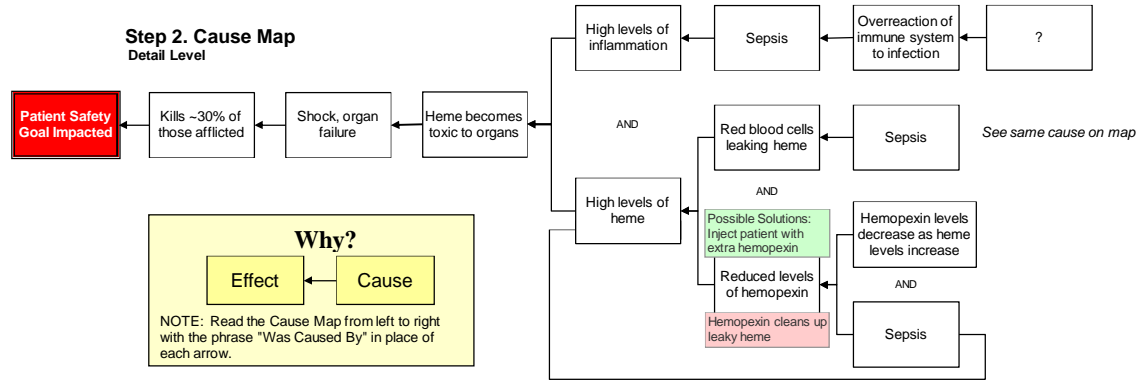 Step 2. Cause Map
Detail Level
Patient Safety
Goal Impacted
Kills ~30% of
those afflicted
Shock, organ
failure
Heme becomes
toxic to organs
AND
High levels of
inflammation
Sepsis
Overreaction of
immune system
to infection
?
High levels of
heme
Red blood cells
leaking heme
Sepsis
See same cause on map
AND
Possible Solutions:
Inject patient with
extra hemopexin
Reduced levels
of hemopexin
Hemopexin cleans up
leaky heme
Hemopexin levels
decrease as heme
levels increase
AND
Sepsis
Why?
Effect
Cause
NOTE: Read the Cause Map from left to right
with the phrase "Was Caused By" in place of
each arrow.